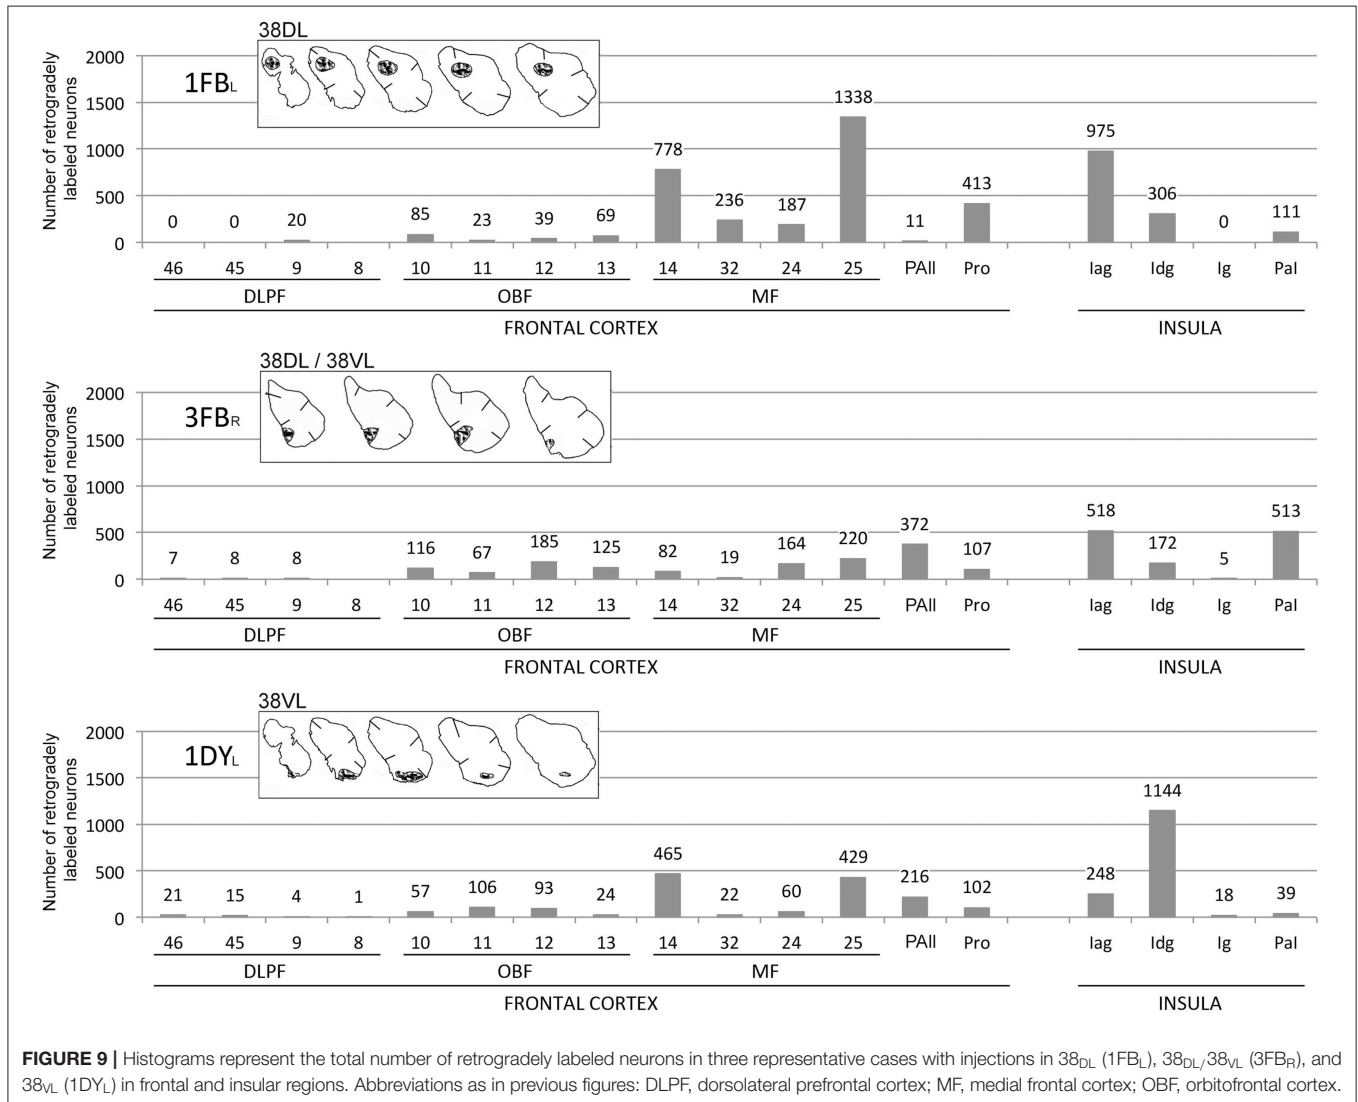 38DL
1FBL
Number of retrogradely
labeled neurons
2000
1500
1000
500
0
0 0 20 85 23 39 69 778 236 187 1338 11 413 975 306 0 111
46 45 9 8 10 11 12 13 14 32 24 25 PAll Pro Iag Idg Ig PaI
DLPF OBF MF
FRONTAL CORTEX INSULA
38DL / 38VL
3FBR
Number of retrogradely
labeled neurons
2000
1500
1000
500
0
7 8 8 116 67 185 125 82 19 164 220 372 107 518 172 5 513
46 45 9 8 10 11 12 13 14 32 24 25 PAll Pro Iag Idg Ig PaI
DLPF OBF MF
FRONTAL CORTEX INSULA
38VL
1DYL
Number of retrogradely
labeled neurons
2000
1500
1000
500
0
21 15 4 1 57 106 93 24 465 22 60 429 216 102 248 1144 18 39
46 45 9 8 10 11 12 13 14 32 24 25 PAll Pro Iag Idg Ig PaI
DLPF OBF MF
FRONTAL CORTEX INSULA
FIGURE 9 | Histograms represent the total number of retrogradely labeled neurons in three representative cases with injections in 38DL (1FBL), 38DL/38VL (3FBR), and
38VL (1DYL) in frontal and insular regions. Abbreviations as in previous figures: DLPF, dorsolateral prefrontal cortex; MF, medial frontal cortex; OBF, orbitofrontal cortex.